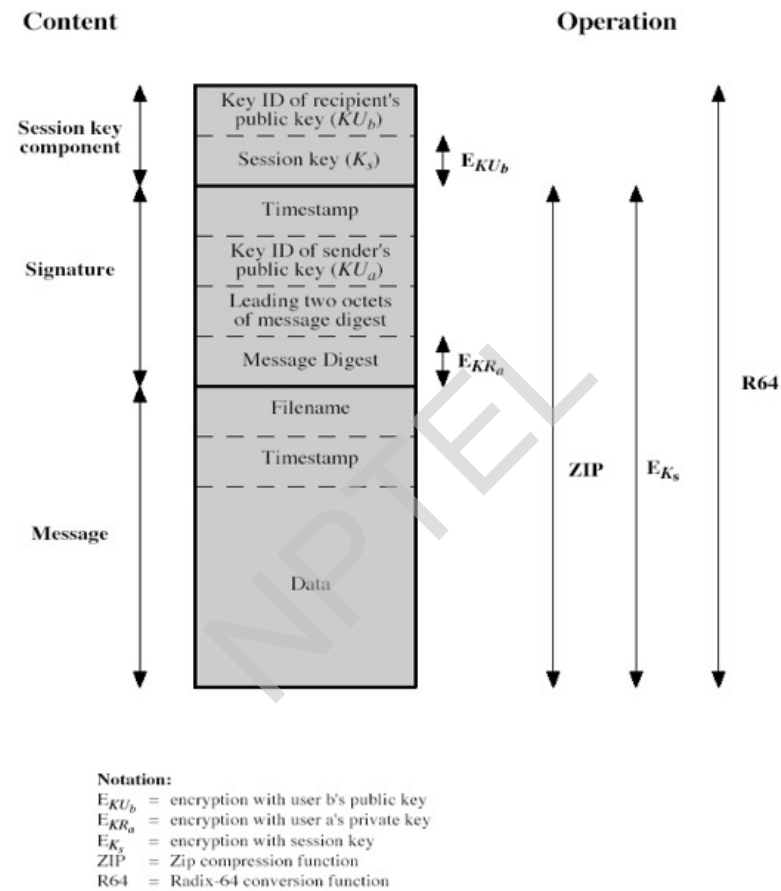 Content
Operation
Session key
component
Key ID of recipient's
public key (KUb)
Session key (Ks)
EKUb
Signature
Timestamp
Key ID of sender's
public key (KUa)
Leading two octets
of message digest
Message Digest
EKRa
R64
Message
Filename
Timestamp
ZIP
EKs
Data
NPTEL
Notation:
EKUb = encryption with user b's public key
EKRa = encryption with user a's private key
EKs = encryption with session key
ZIP = Zip compression function
R64 = Radix-64 conversion function